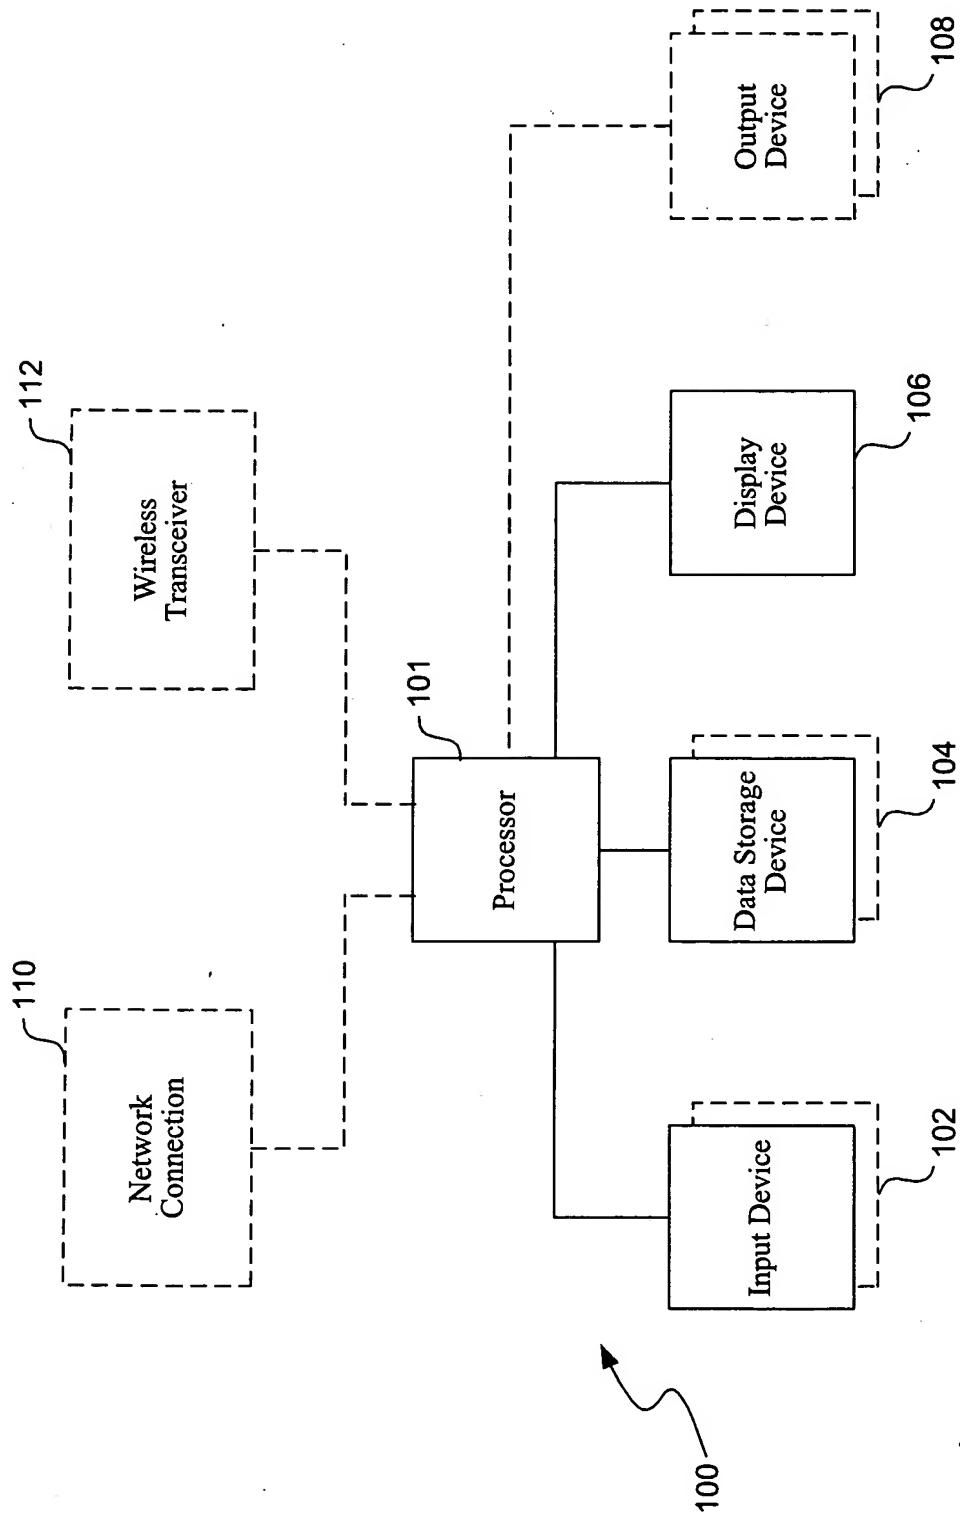 110
Network
Connection
112
Wireless
Transceiver
101
Processor
Input Device
102
Data Storage
Device
104
Display
Device
106
Output
Device
108
100